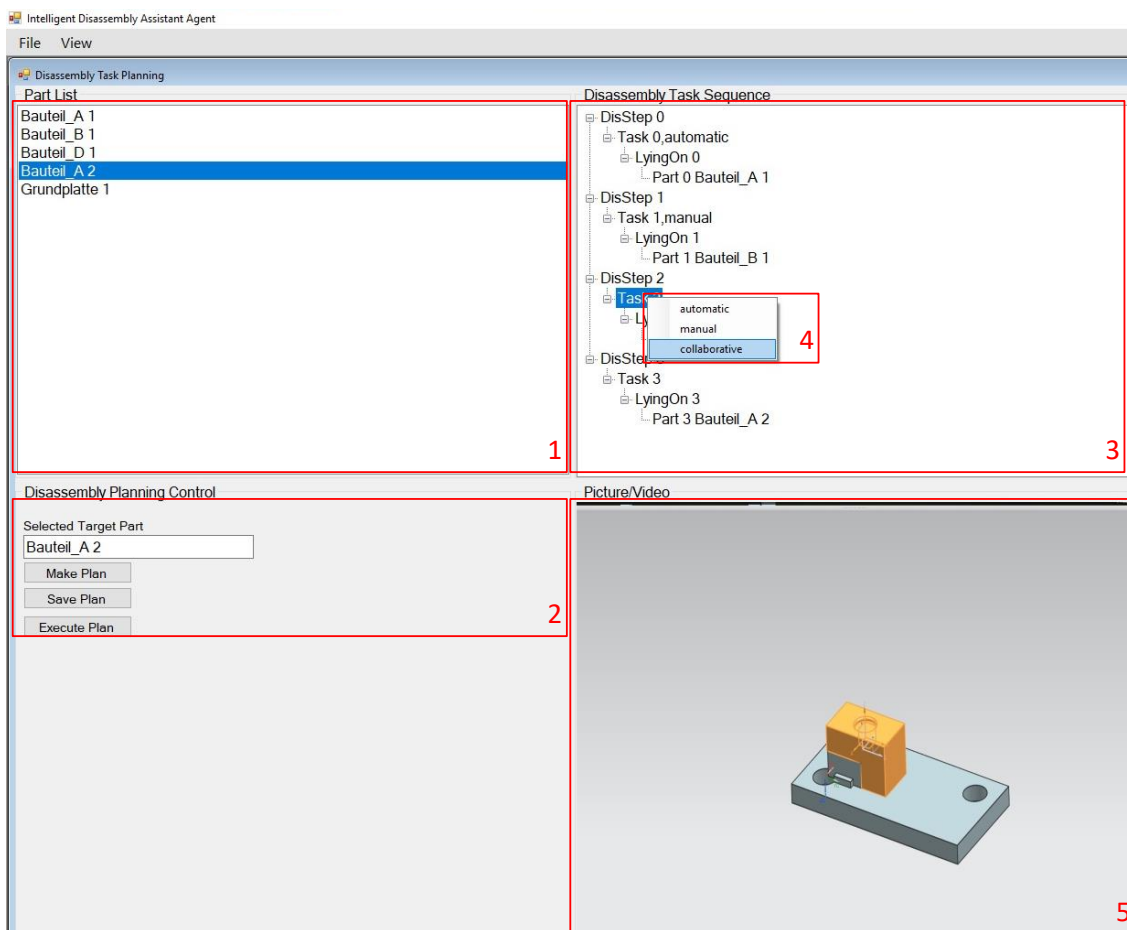 Intelligent Disassembly Assistant Agent
File View
Disassembly Task Planning
Part List
Bauteil_A 1
Bauteil_B 1
Bauteil_D 1
Bauteil_A 2
Grundplatte 1
1
Disassembly Task Sequence
DisStep 0
Task 0,automatic
LyingOn 0
Part 0 Bauteil_A 1
DisStep 1
Task 1,manual
LyingOn 1
Part 1 Bauteil_B 1
DisStep 2
automatic
manual
collaborative
4
Task 3
LyingOn 3
Part 3 Bauteil_A 2
3
Disassembly Planning Control
Selected Target Part
Bauteil_A 2
Make Plan
Save Plan
Execute Plan
2
Picture/Video
5